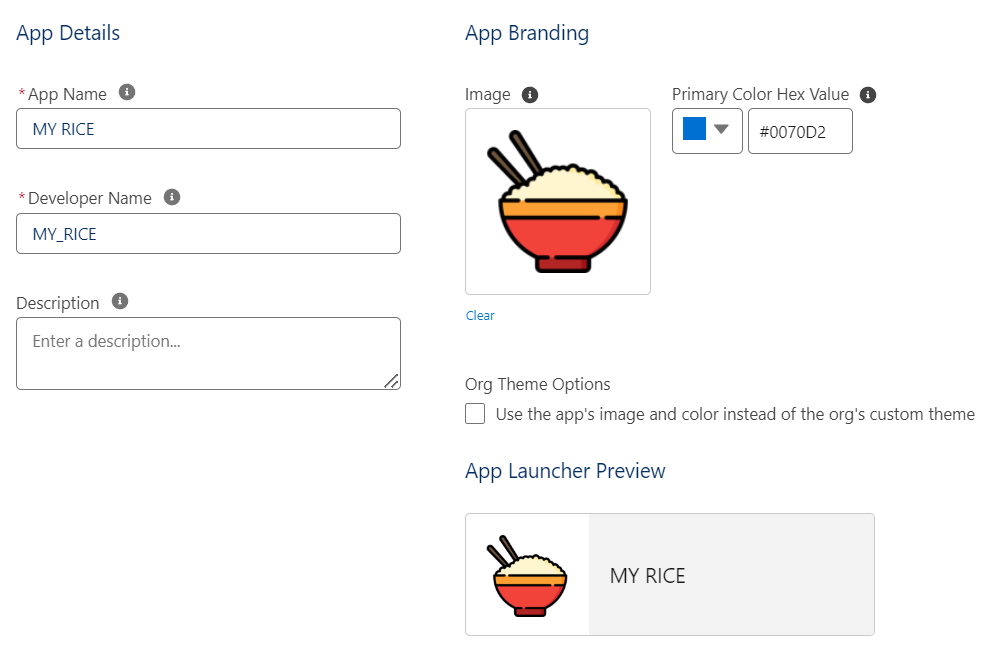 App Details
* App Name
MY RICE
* Developer Name
MY_RICE
Description
Enter a description...
App Branding
Image
Primary Color Hex Value
#0070D2
Clear
Org Theme Options
Use the app's image and color instead of the org's custom theme
App Launcher Preview
MY RICE